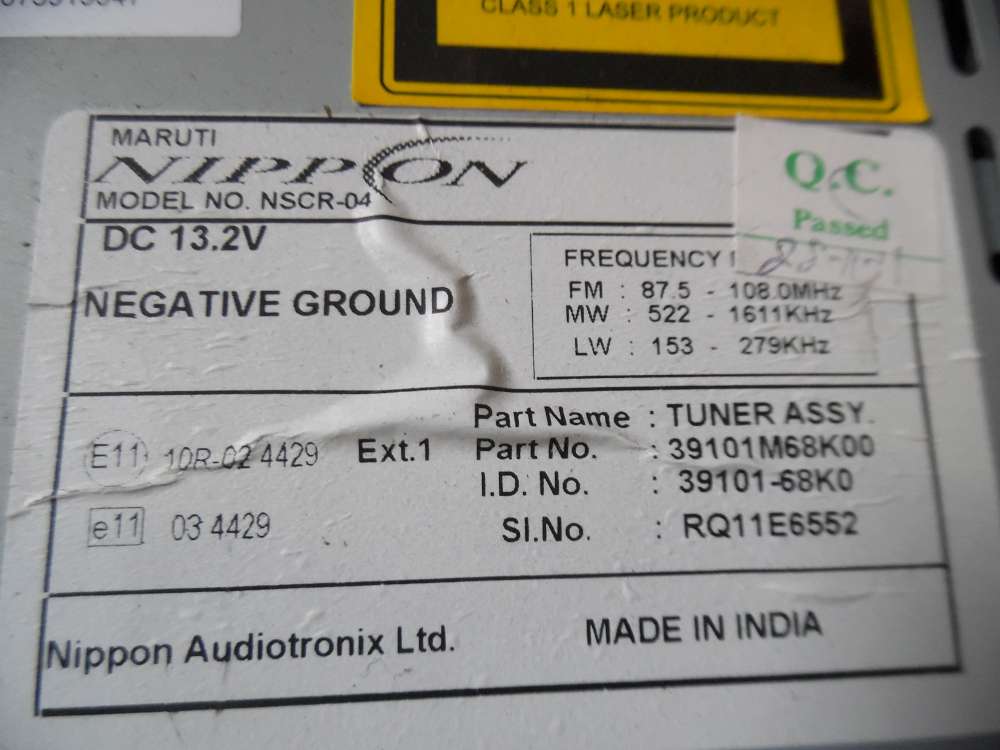 CLASS 1 LASER PRODUCT
MARUTI
NIPPON
MODEL NO. NSCR-04
Q.C.
Passed
DC 13.2V
NEGATIVE GROUND
FREQUENCY
FM : 87.5 - 108.0MHz
MW : 522 - 1611KHz
LW : 153 - 279KHz
Part Name : TUNER ASSY.
E11 10R-02 4429 Ext.1 Part No. : 39101M68K00
I.D. No. : 39101-68K0
e11 03 4429
SI.No. : RQ11E6552
Nippon Audiotronix Ltd. MADE IN INDIA